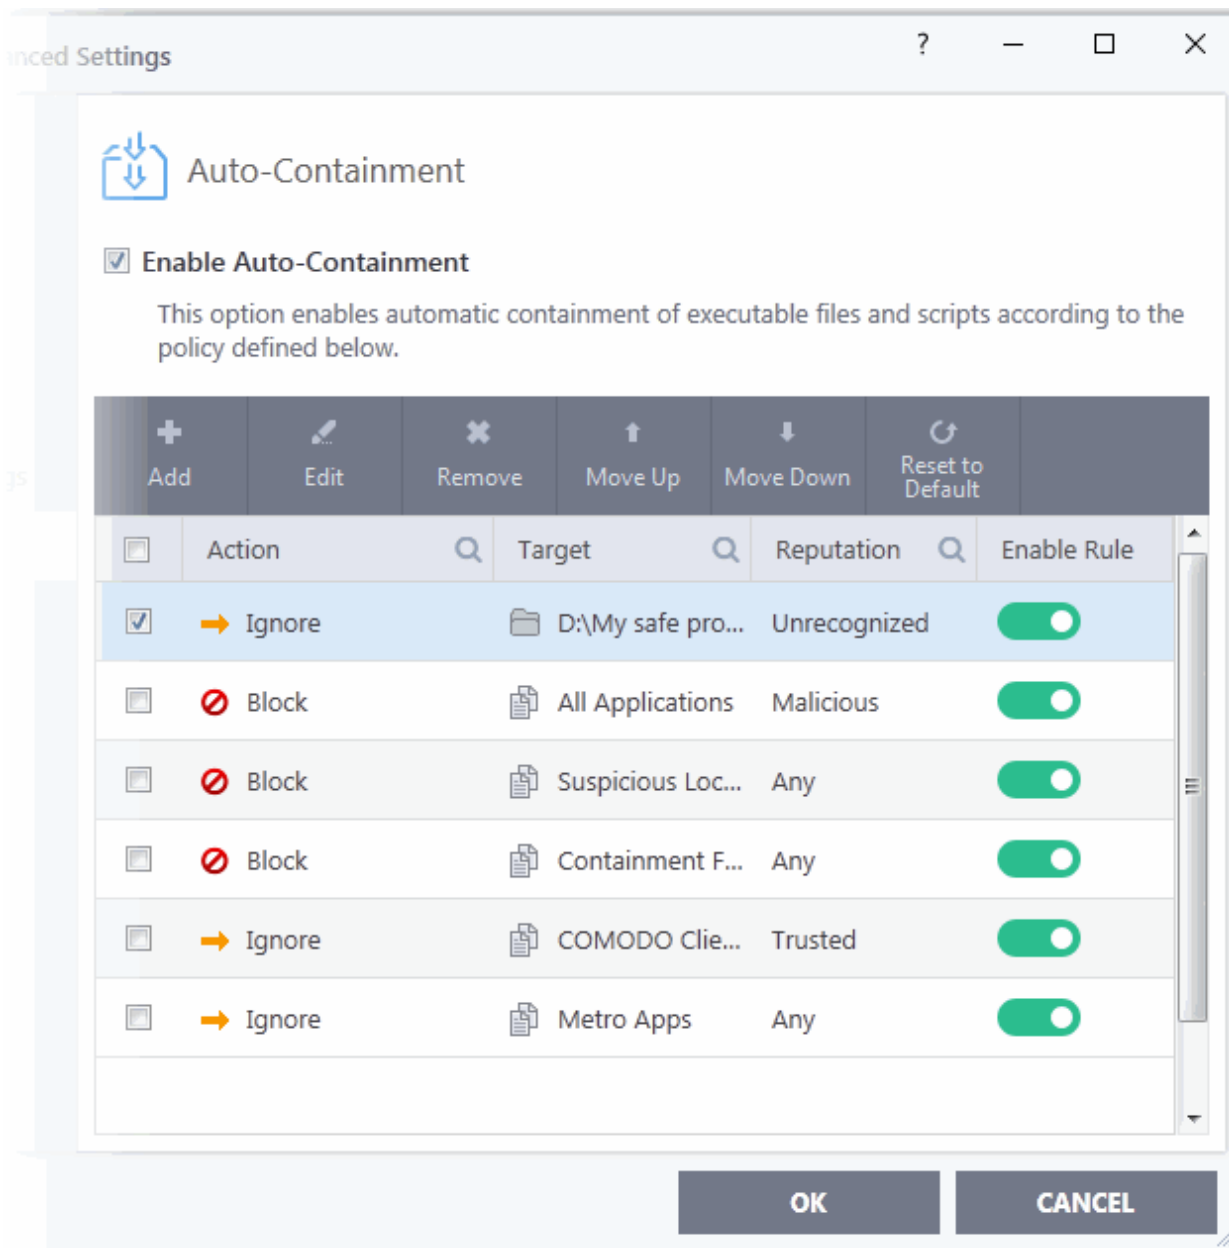 anced Settings
?
Auto-Containment
Enable Auto-Containment
This option enables automatic containment of executable files and scripts according to the
policy defined below.
Add Edit Remove Move Up Move Down Reset to
Default
Action Target Reputation Enable Rule
Ignore D:\My safe pro... Unrecognized
Block All Applications Malicious
Block Suspicious Loc... Any
Block Containment F... Any
Ignore COMODO Clie... Trusted
Ignore Metro Apps Any
OK CANCEL